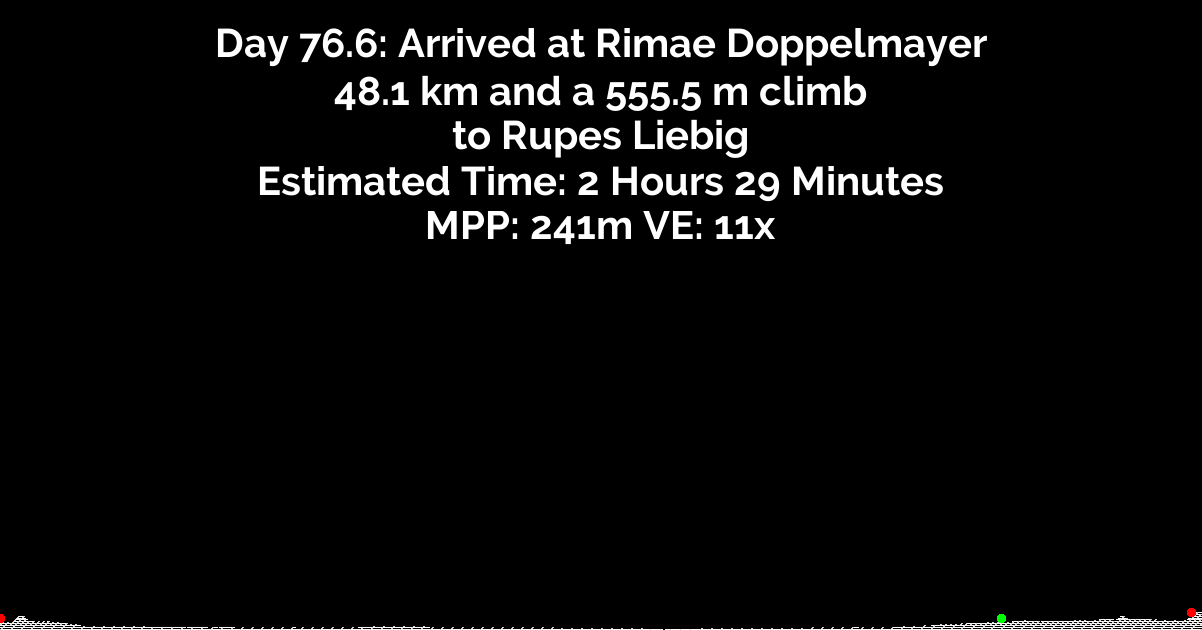 Day 76.6: Arrived at Rimae Doppelmayer
48.1 km and a 555.5 m climb
to Rupes Liebig
Estimated Time: 2 Hours 29 Minutes
MPP: 241m VE: 11x